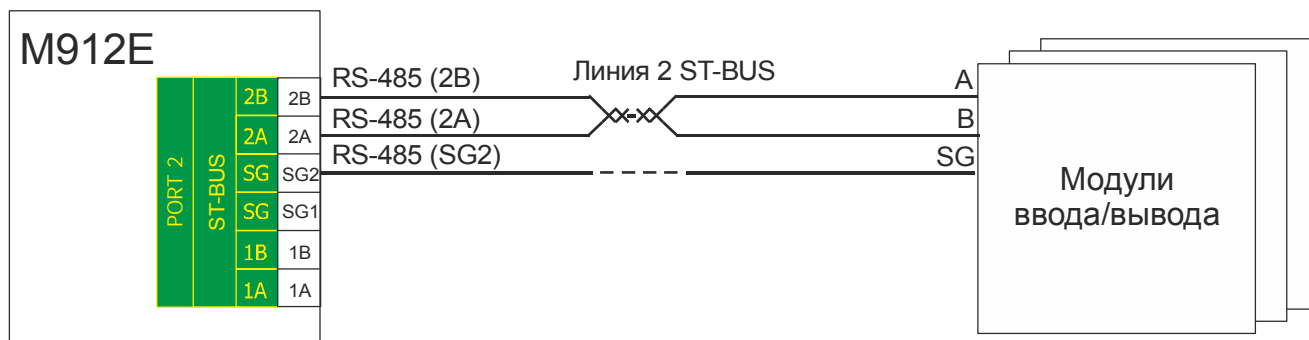 M912E
PORT 2
ST-BUS
2B 2B
2A 2A
SG SG2
SG SG1
1B 1B
1A 1A
RS-485 (2B)
RS-485 (2A)
RS-485 (SG2)
Линия 2 ST-BUS
A
B
SG
Модули
ввода/вывода